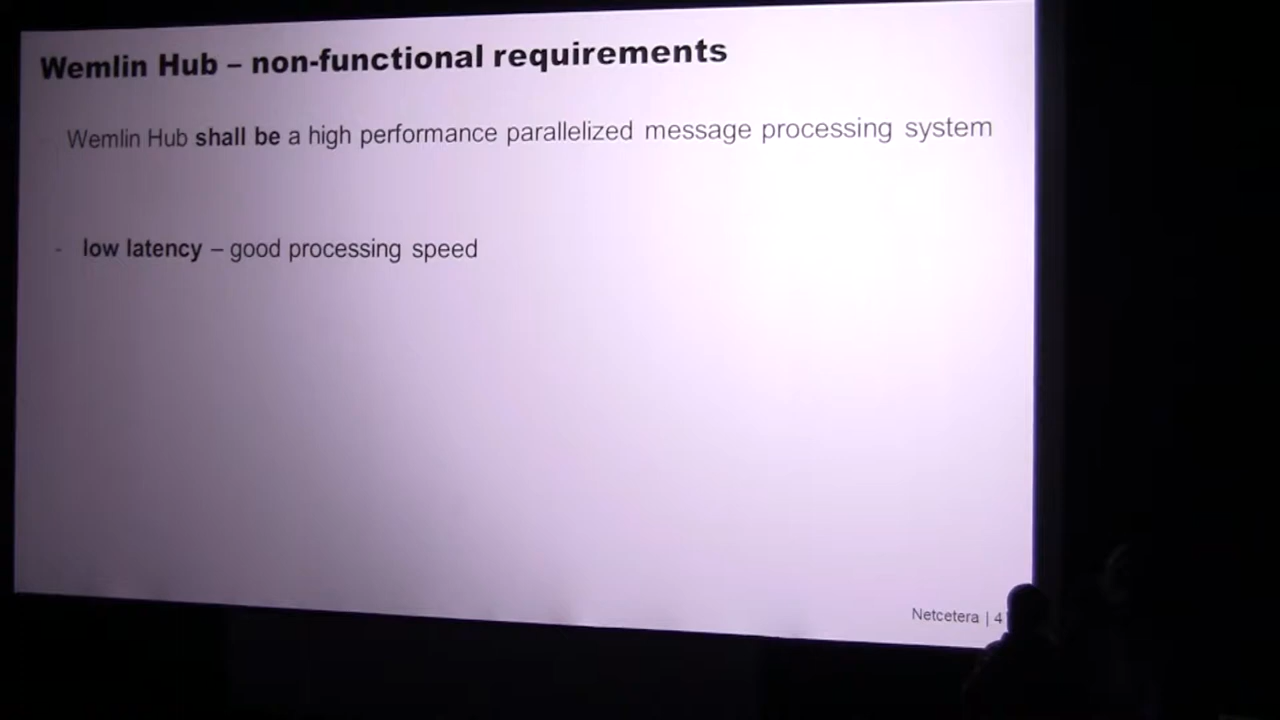 Wemlin Hub – non-functional requirements
Wemlin Hub shall be a high performance parallelized message processing system
- low latency – good processing speed
Netcetera | 4